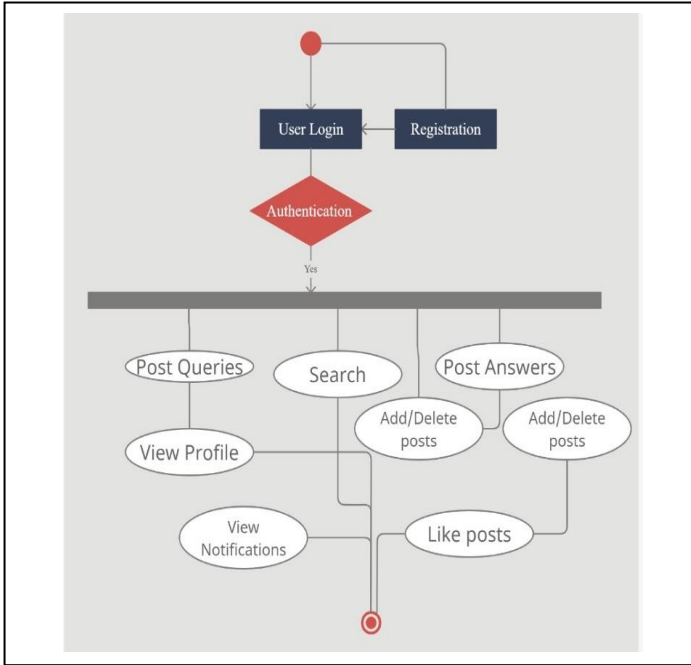 User Login
Registration
Authentication
Yes
Post Queries
Search
Post Answers
Add/Delete
posts
Add/Delete
posts
View Profile
View
Notifications
Like posts